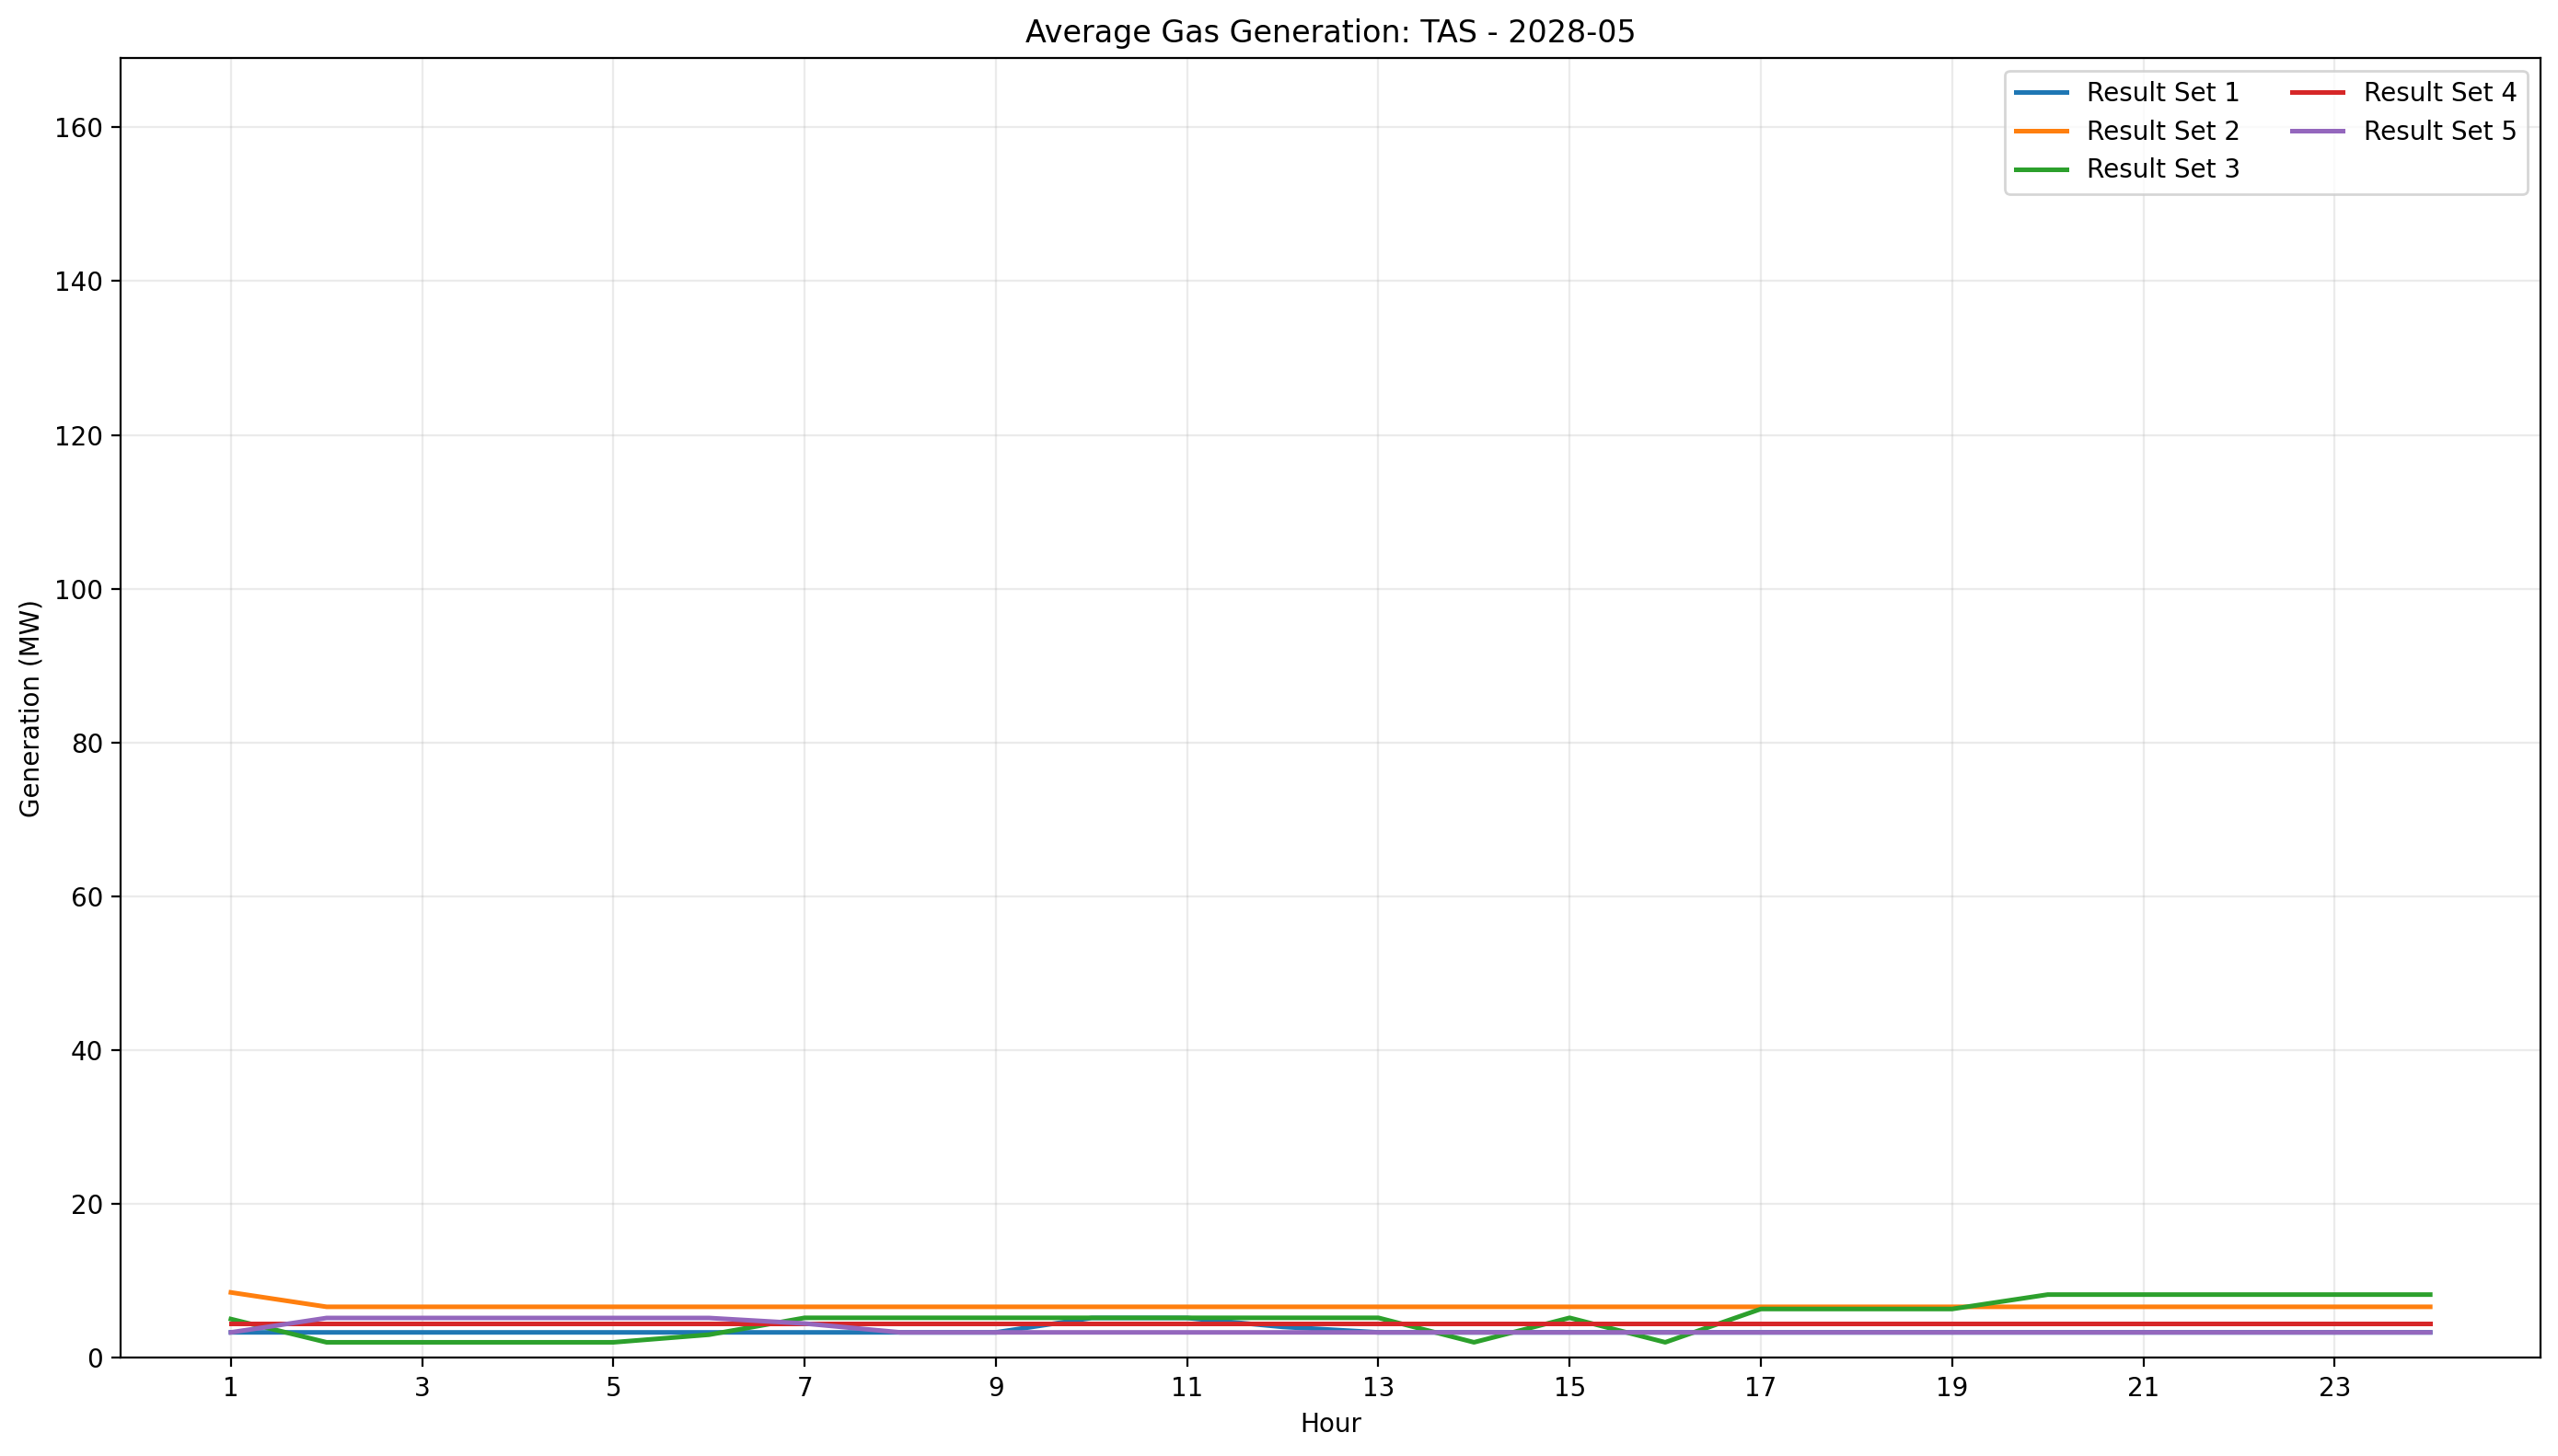 Average Gas Generation: TAS - 2028-05
Result Set 1
Result Set 2
Result Set 3
Result Set 4
Result Set 5
Generation (MW)
160
140
120
100
80
60
40
20
0
1 3 5 7 9 11 13 15 17 19 21 23
Hour